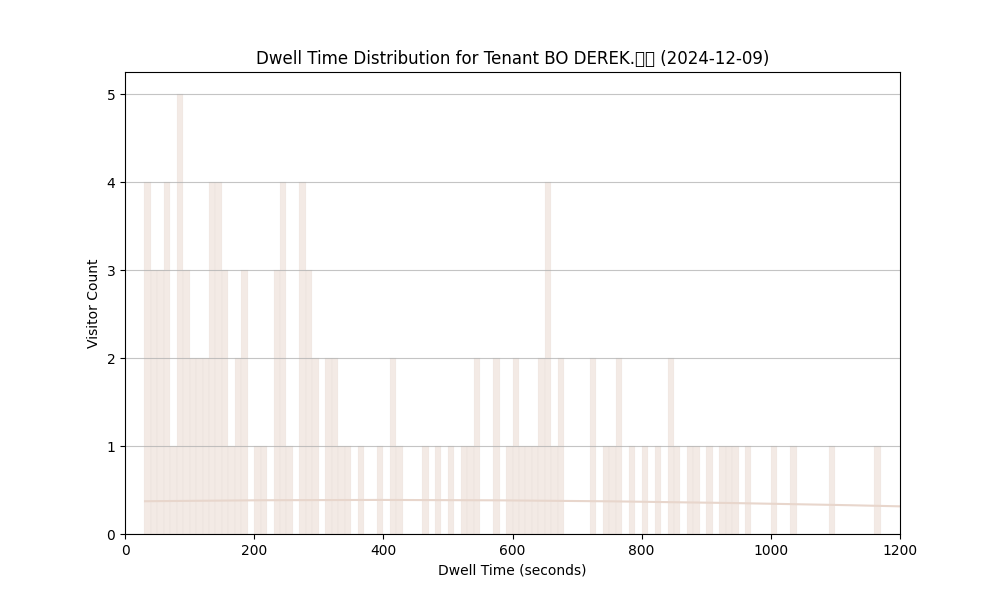 Dwell Time Distribution for Tenant BO DEREK.▯▯ (2024-12-09)
5
4
3
2
1
0
Visitor Count
0 200 400 600 800 1000 1200
Dwell Time (seconds)